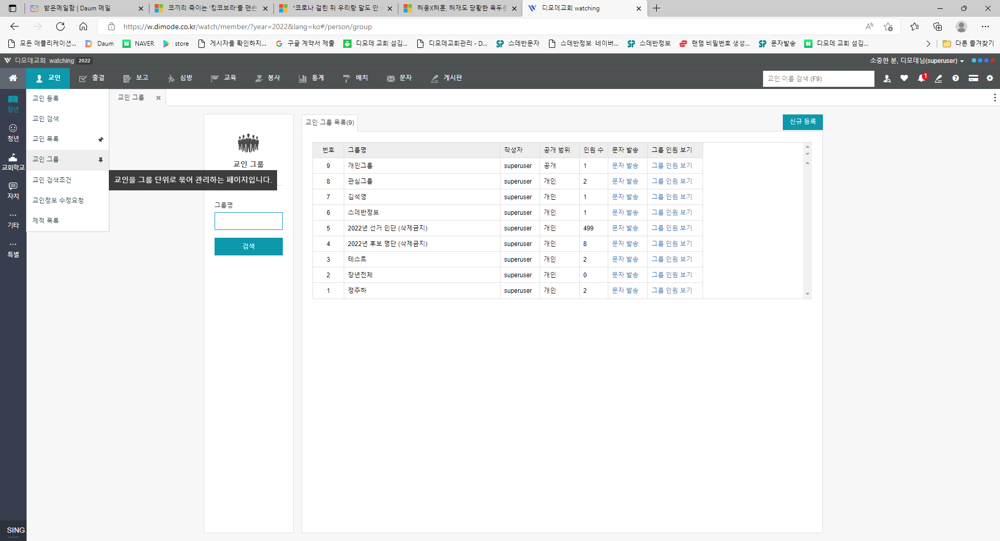 받은메일함 | Daum 메일
코끼리 죽이는 '킹코브라'를 맨손
"코로나 걸린 뒤 우리랑 말도 안
허웅X허훈, 허재도 당황한 육두문
디모데교회 watching
https://w.dimode.co.kr/watch/member/?year=2022&lang=ko#/person/group
모든 애플리케이션...
Daum
NAVER
store
게시자를 확인하지...
구글 계약서 제출
디모데 교회 섬김...
디모데교회관리 - D...
스데반문자
스데반정보 네이버...
스데반정보
랜덤 비밀번호 생성...
문자발송
디모데 교회 섬김...
다른 즐겨찾기
디모데교회 watching 2022
소중한 분, 디모데님(superuser)
교인
출결
보고
심방
교육
봉사
통계
배치
문자
게시판
교인 이름 검색 (F9)
1
장년
청년
교회학교
자치
기타
특별
SING
교인 등록
교인 검색
교인 목록
교인 그룹
교인 검색조건
교인정보 수정요청
제적 목록
교인 그룹
교인 그룹
교인을 그룹 단위로 묶어 관리하는 페이지입니다.
그룹명
검색
교인 그룹 목록(9)
신규 등록
번호 그룹명 작성자 공개 범위 인원 수 문자 발송 그룹 인원 보기
9 개인그룹 superuser 공개 1 문자 발송 그룹 인원 보기
8 관심그룹 superuser 개인 2 문자 발송 그룹 인원 보기
7 김석영 superuser 개인 1 문자 발송 그룹 인원 보기
6 스데반정보 superuser 개인 1 문자 발송 그룹 인원 보기
5 2022년 선거 인단 (삭제금지) superuser 개인 499 문자 발송 그룹 인원 보기
4 2022년 후보 명단 (삭제금지) superuser 개인 8 문자 발송 그룹 인원 보기
3 테스트 superuser 개인 2 문자 발송 그룹 인원 보기
2 장년전체 superuser 개인 0 문자 발송 그룹 인원 보기
1 정주하 superuser 개인 2 문자 발송 그룹 인원 보기